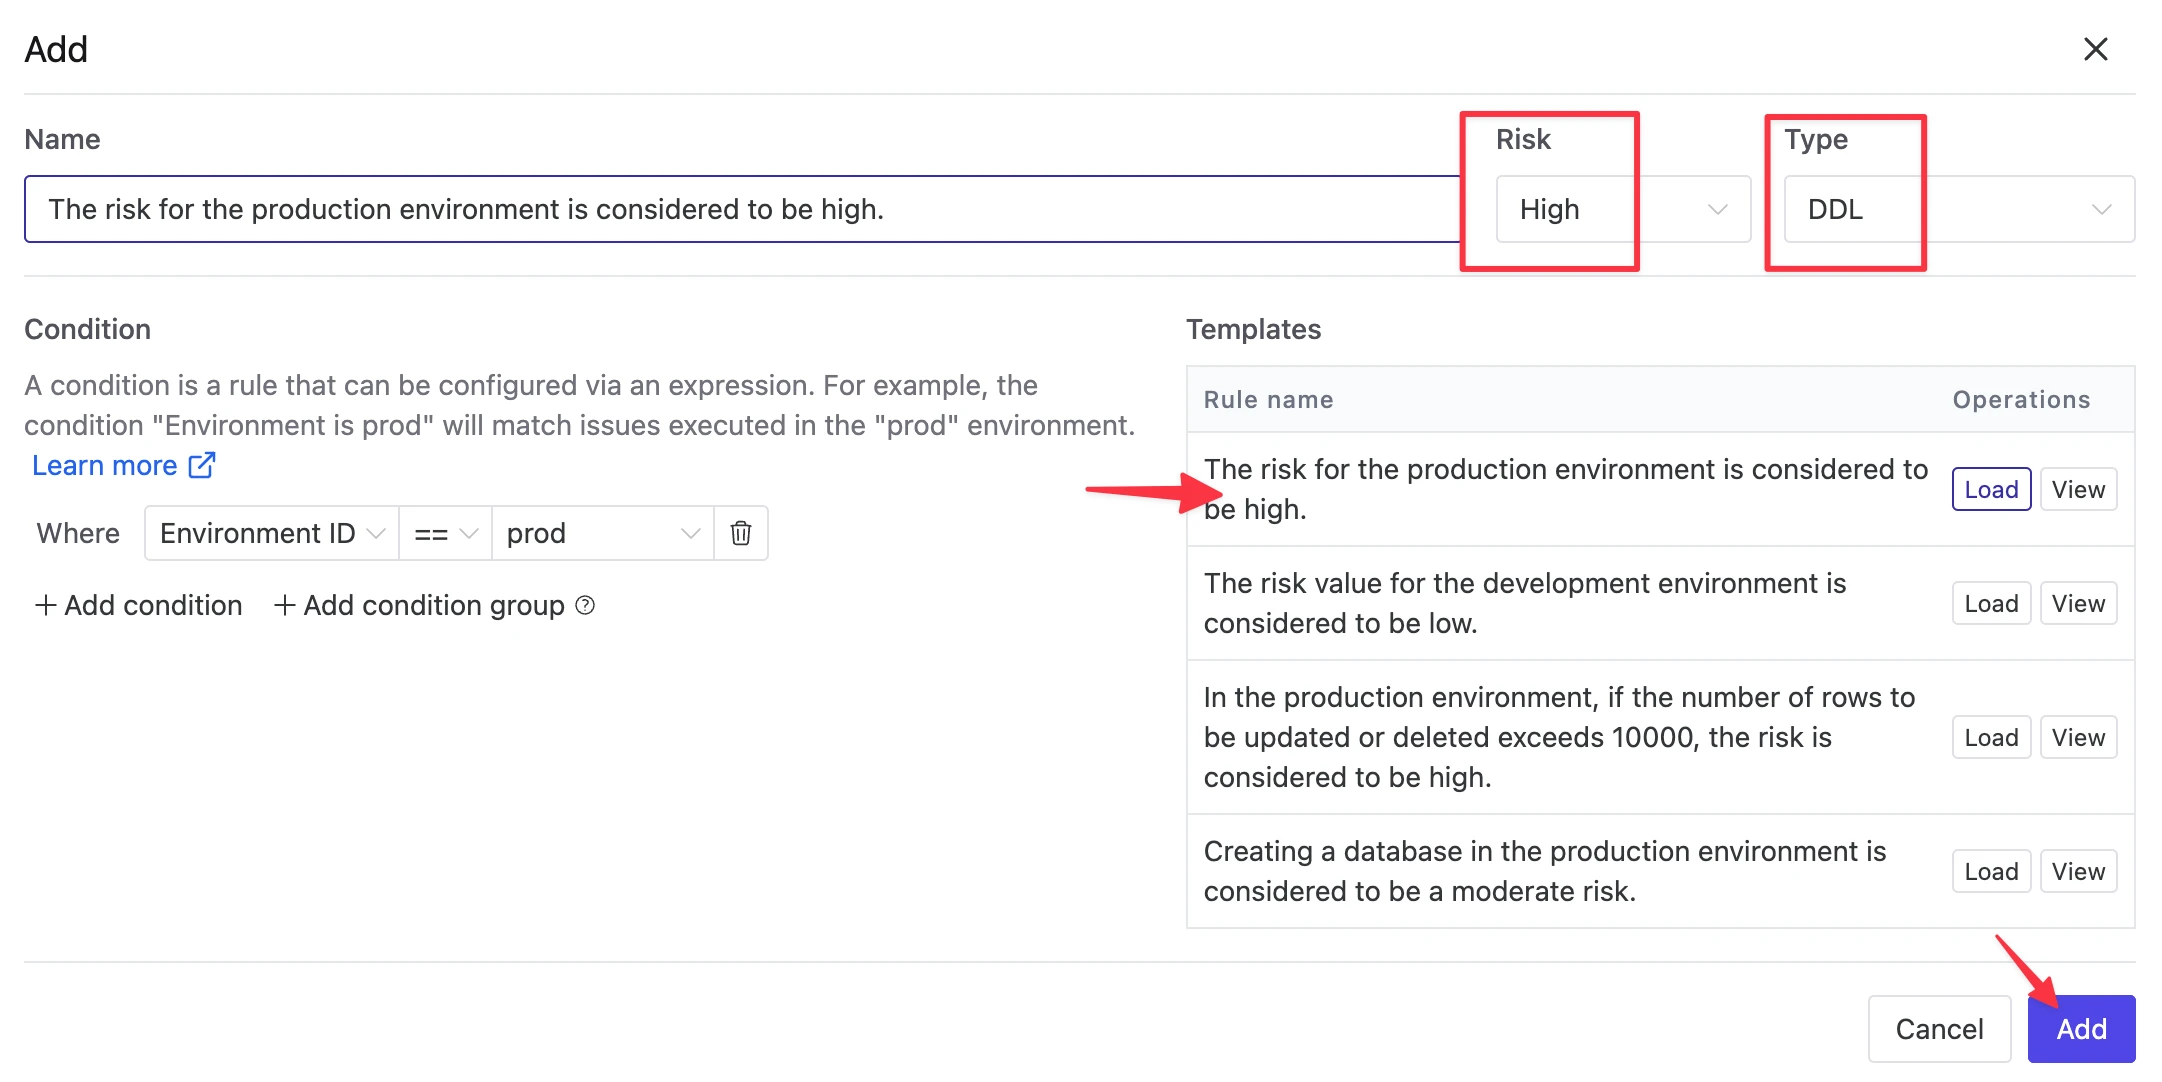 Add
Name
Risk
Type
The risk for the production environment is considered to be high.
High
DDL
Condition
A condition is a rule that can be configured via an expression. For example, the
condition "Environment is prod" will match issues executed in the "prod" environment.
Learn more
Where
Environment ID
==
prod
Add condition
Add condition group
Templates
Rule name
Operations
The risk for the production environment is considered to
be high.
Load
View
The risk value for the development environment is
considered to be low.
Load
View
In the production environment, if the number of rows to
be updated or deleted exceeds 10000, the risk is
considered to be high.
Load
View
Creating a database in the production environment is
considered to be a moderate risk.
Load
View
Cancel
Add